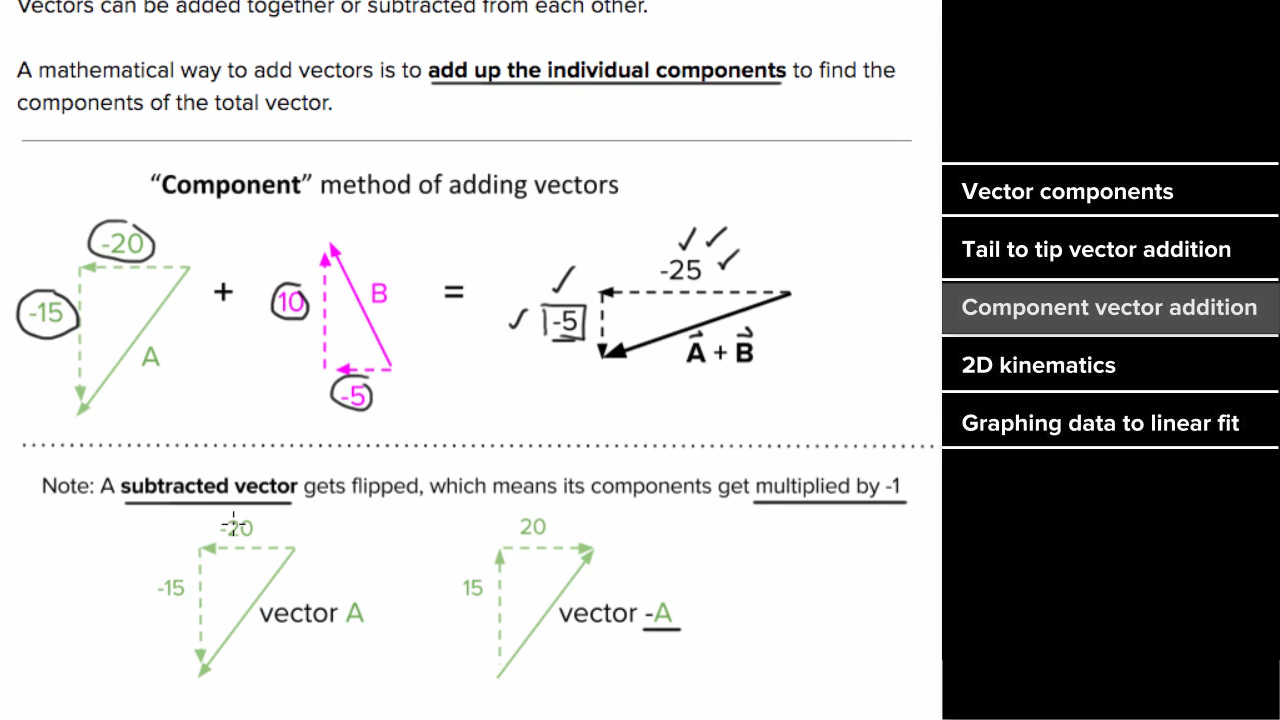 Vectors can be added together or subtracted from each other.
A mathematical way to add vectors is to add up the individual components to find the
components of the total vector.
“Component” method of adding vectors
-20
-15
A
+
10
B
-5
=
-25
-5
A + B
Note: A subtracted vector gets flipped, which means its components get multiplied by -1
-20
-15
vector A
20
15
vector -A
Vector components
Tail to tip vector addition
Component vector addition
2D kinematics
Graphing data to linear fit